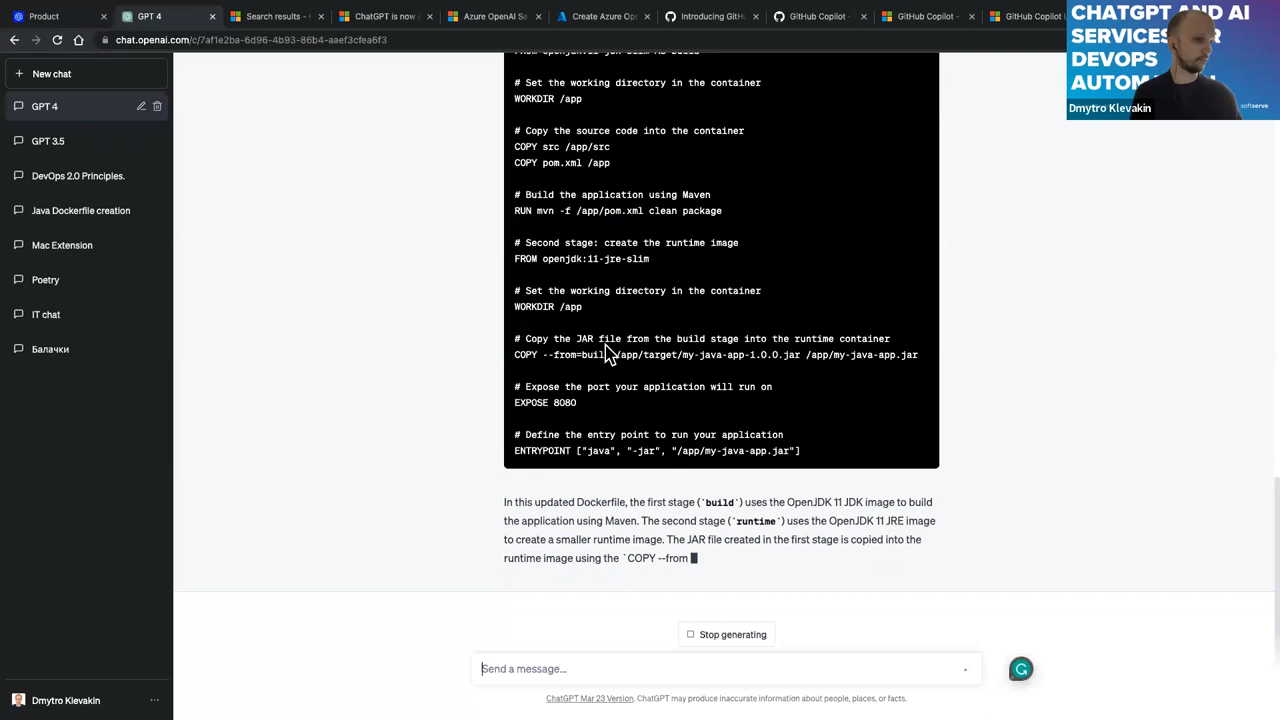 Product
GPT 4
Search results -
ChatGPT is now
Azure OpenAI So
Create Azure Op
Introducing GitH
GitHub Copilot ·
GitHub Copilot –
GitHub Copilot
chat.openai.com/c/7af1e2ba-6d96-4b93-86b4-aaef3cfea6f3
New chat
GPT 4
GPT 3.5
DevOps 2.0 Principles.
Java Dockerfile creation
Mac Extension
Poetry
IT chat
Балачки
Dmytro Klevakin
# Set the working directory in the container
WORKDIR /app
# Copy the source code into the container
COPY src /app/src
COPY pom.xml /app
# Build the application using Maven
RUN mvn -f /app/pom.xml clean package
# Second stage: create the runtime image
FROM openjdk:11-jre-slim
# Set the working directory in the container
WORKDIR /app
# Copy the JAR file from the build stage into the runtime container
COPY --from=build /app/target/my-java-app-1.0.0.jar /app/my-java-app.jar
# Expose the port your application will run on
EXPOSE 8080
# Define the entry point to run your application
ENTRYPOINT ["java", "-jar", "/app/my-java-app.jar"]
In this updated Dockerfile, the first stage (`build`) uses the OpenJDK 11 JDK image to build
the application using Maven. The second stage (`runtime`) uses the OpenJDK 11 JRE image
to create a smaller runtime image. The JAR file created in the first stage is copied into the
runtime image using the `COPY --from
Stop generating
Send a message...
ChatGPT Mar 23 Version. ChatGPT may produce inaccurate information about people, places, or facts.
CHATGPT AND AI
SERVICES
DEVOPS
Dmytro Klevakin
softserve